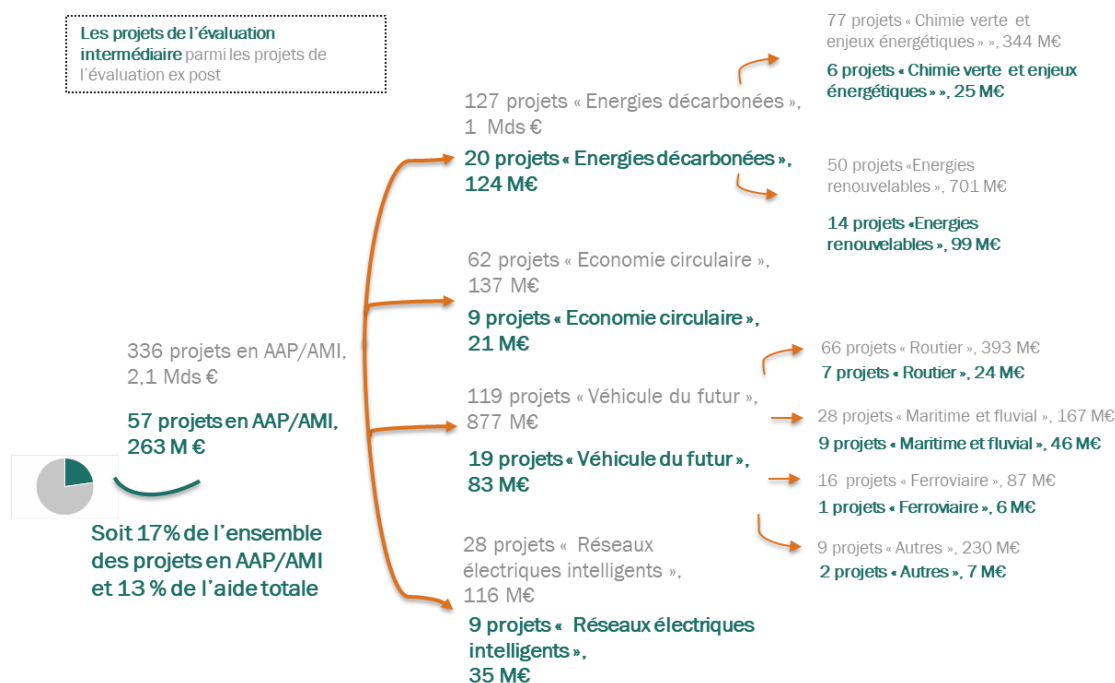 Les projets de l'évaluation
intermédiaire parmi les projets de
l'évaluation ex post
336 projets en AAP/AMI,
2,1 Mds €
57 projets en AAP/AMI,
263 M €
Soit 17% de l'ensemble
des projets en AAP/AMI
et 13 % de l'aide totale
127 projets « Energies décarbonées »,
1 Mds €
20 projets « Energies décarbonées »,
124 M€
77 projets « Chimie verte et
enjeux énergétiques » », 344 M€
6 projets « Chimie verte et enjeux
énergétiques » », 25 M€
50 projets «Energies
renouvelables », 701 M€
14 projets «Energies
renouvelables », 99 M€
62 projets « Economie circulaire »,
137 M€
9 projets « Economie circulaire »,
21 M€
119 projets « Véhicule du futur »,
877 M€
19 projets « Véhicule du futur »,
83 M€
66 projets « Routier », 393 M€
7 projets « Routier », 24 M€
28 projets « Maritime et fluvial », 167 M€
9 projets « Maritime et fluvial », 46 M€
16 projets « Ferroviaire », 87 M€
1 projets « Ferroviaire », 6 M€
9 projets « Autres », 230 M€
2 projets « Autres », 7 M€
28 projets « Réseaux
électriques intelligents »,
116 M€
9 projets « Réseaux électriques
intelligents »,
35 M€